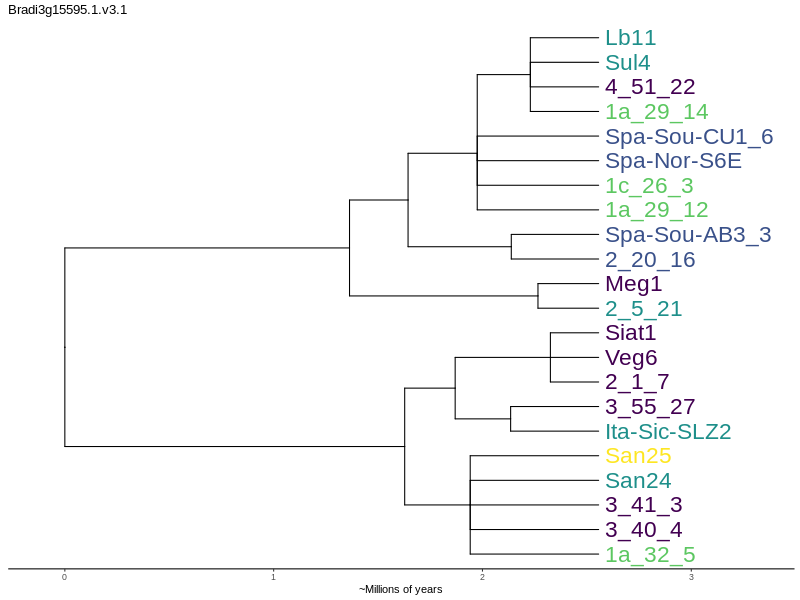 Bradi3g15595.1.v3.1
Lb11
Sul4
4_51_22
1a_29_14
Spa-Sou-CU1_6
Spa-Nor-S6E
1c_26_3
1a_29_12
Spa-Sou-AB3_3
2_20_16
Meg1
2_5_21
Siat1
Veg6
2_1_7
3_55_27
Ita-Sic-SLZ2
San25
San24
3_41_3
3_40_4
1a_32_5
0 1 2 3
~Millions of years